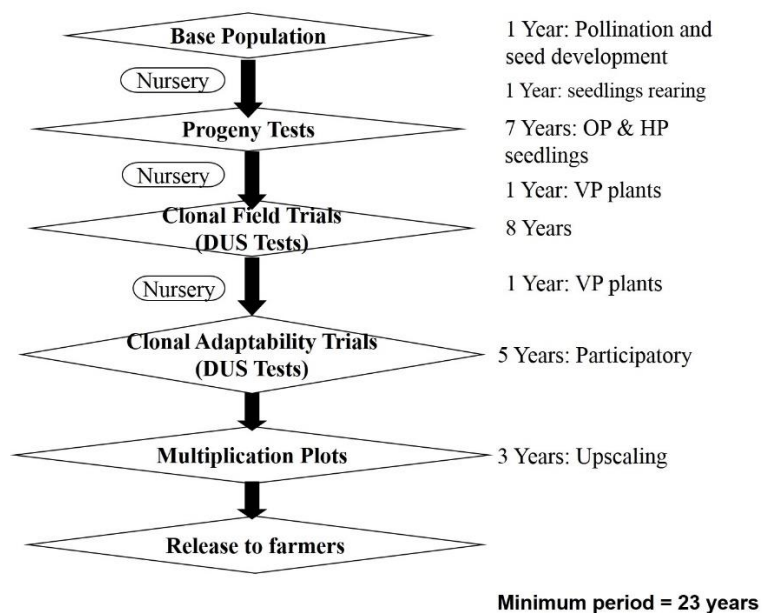 Base Population
1 Year: Pollination and
seed development
Nursery
1 Year: seedlings rearing
Progeny Tests
7 Years: OP & HP
seedlings
Nursery
1 Year: VP plants
Clonal Field Trials
(DUS Tests)
8 Years
Nursery
1 Year: VP plants
Clonal Adaptability Trials
(DUS Tests)
5 Years: Participatory
Multiplication Plots
3 Years: Upscaling
Release to farmers
Minimum period = 23 years